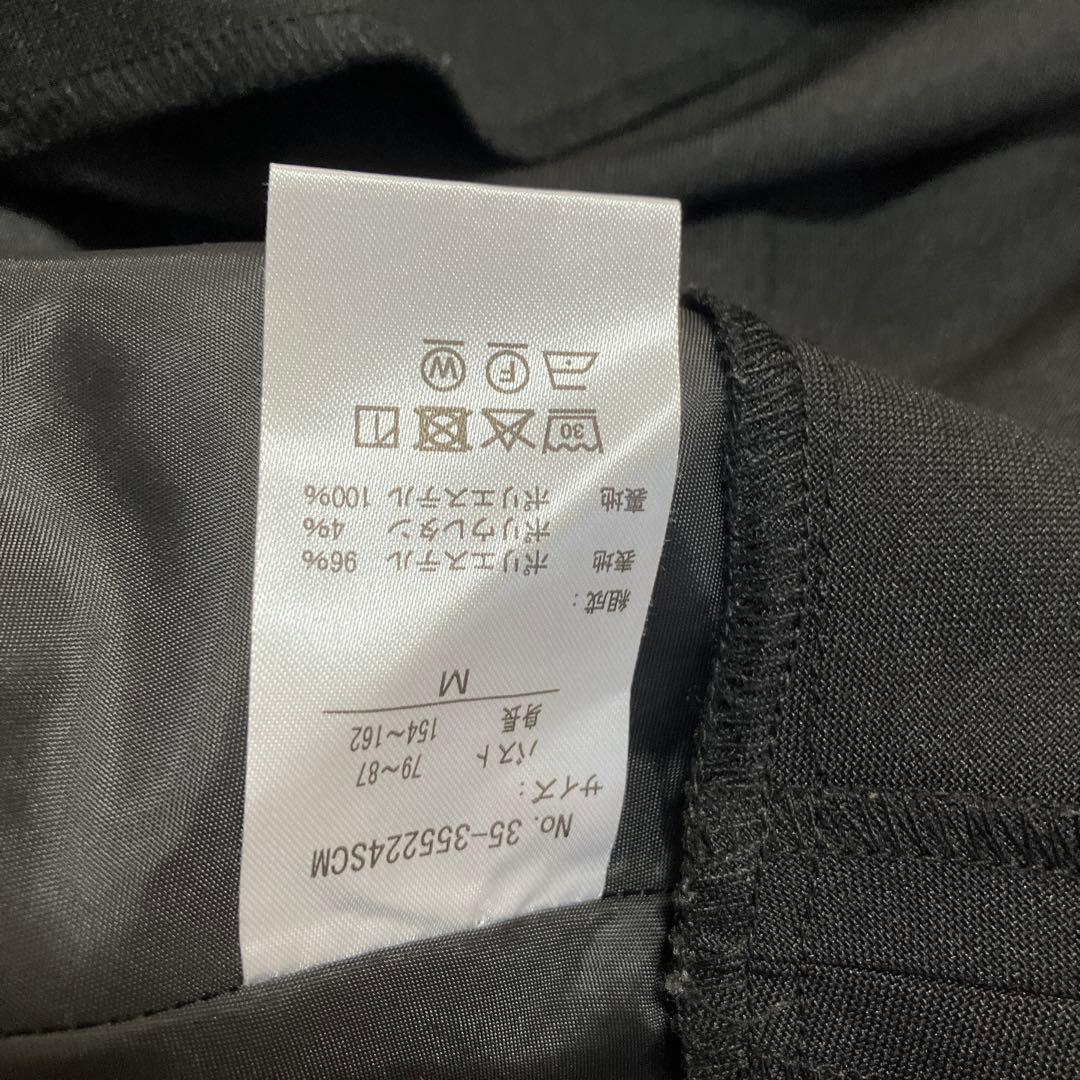 No. 35-355224SCM
サイズ:
バスト 79~87
身長 154~162
M
組成:
表地 ポリエステル 96%
ポリウレタン 4%
裏地 ポリエステル 100%
30
F W